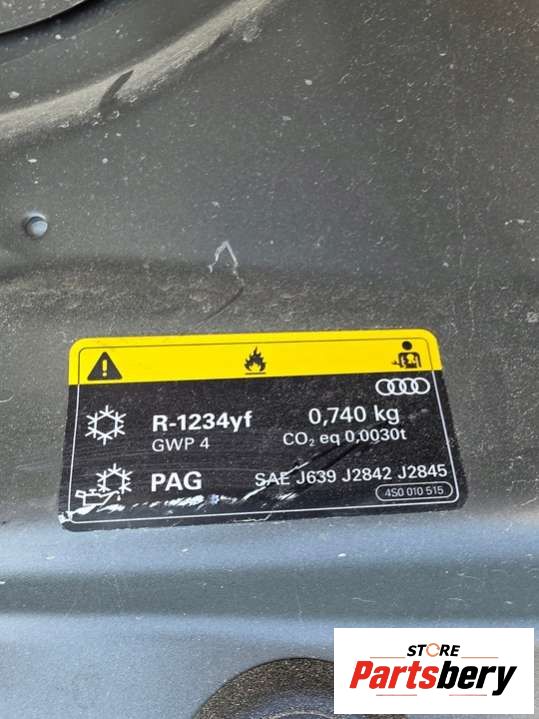 R-1234yf 0,740 kg
GWP 4 CO₂ eq 0,0030t
PAG SAE J639 J2842 J2845
4S0 010 515
STORE
Partsbery